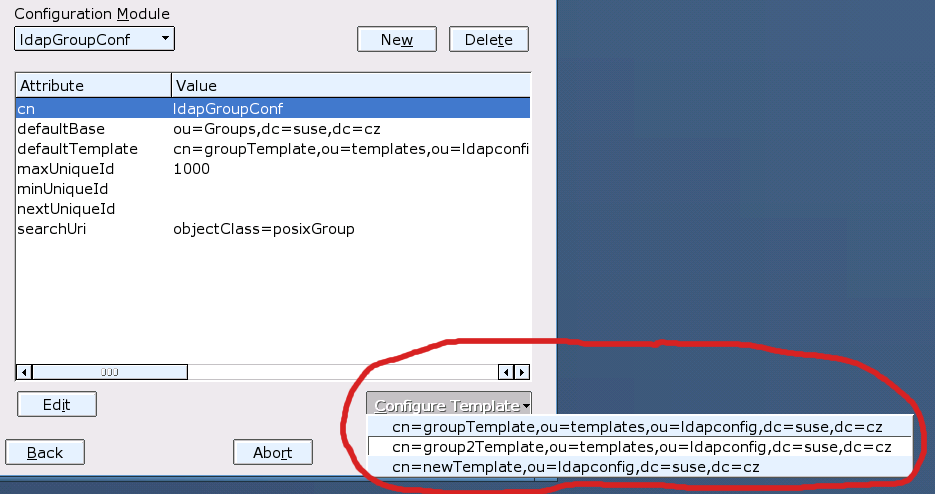 Configuration Module
ldapGroupConf
New
Delete
Attribute Value
cn ldapGroupConf
defaultBase ou=Groups,dc=suse,dc=cz
defaultTemplate cn=groupTemplate,ou=templates,ou=ldapconfi
maxUniqueId 1000
minUniqueId
nextUniqueId
searchUri objectClass=posixGroup
Edit
Configure Template
cn=groupTemplate,ou=templates,ou=ldapconfig,dc=suse,dc=cz
cn=group2Template,ou=templates,ou=ldapconfig,dc=suse,dc=cz
cn=newTemplate,ou=ldapconfig,dc=suse,dc=cz
Back
Abort